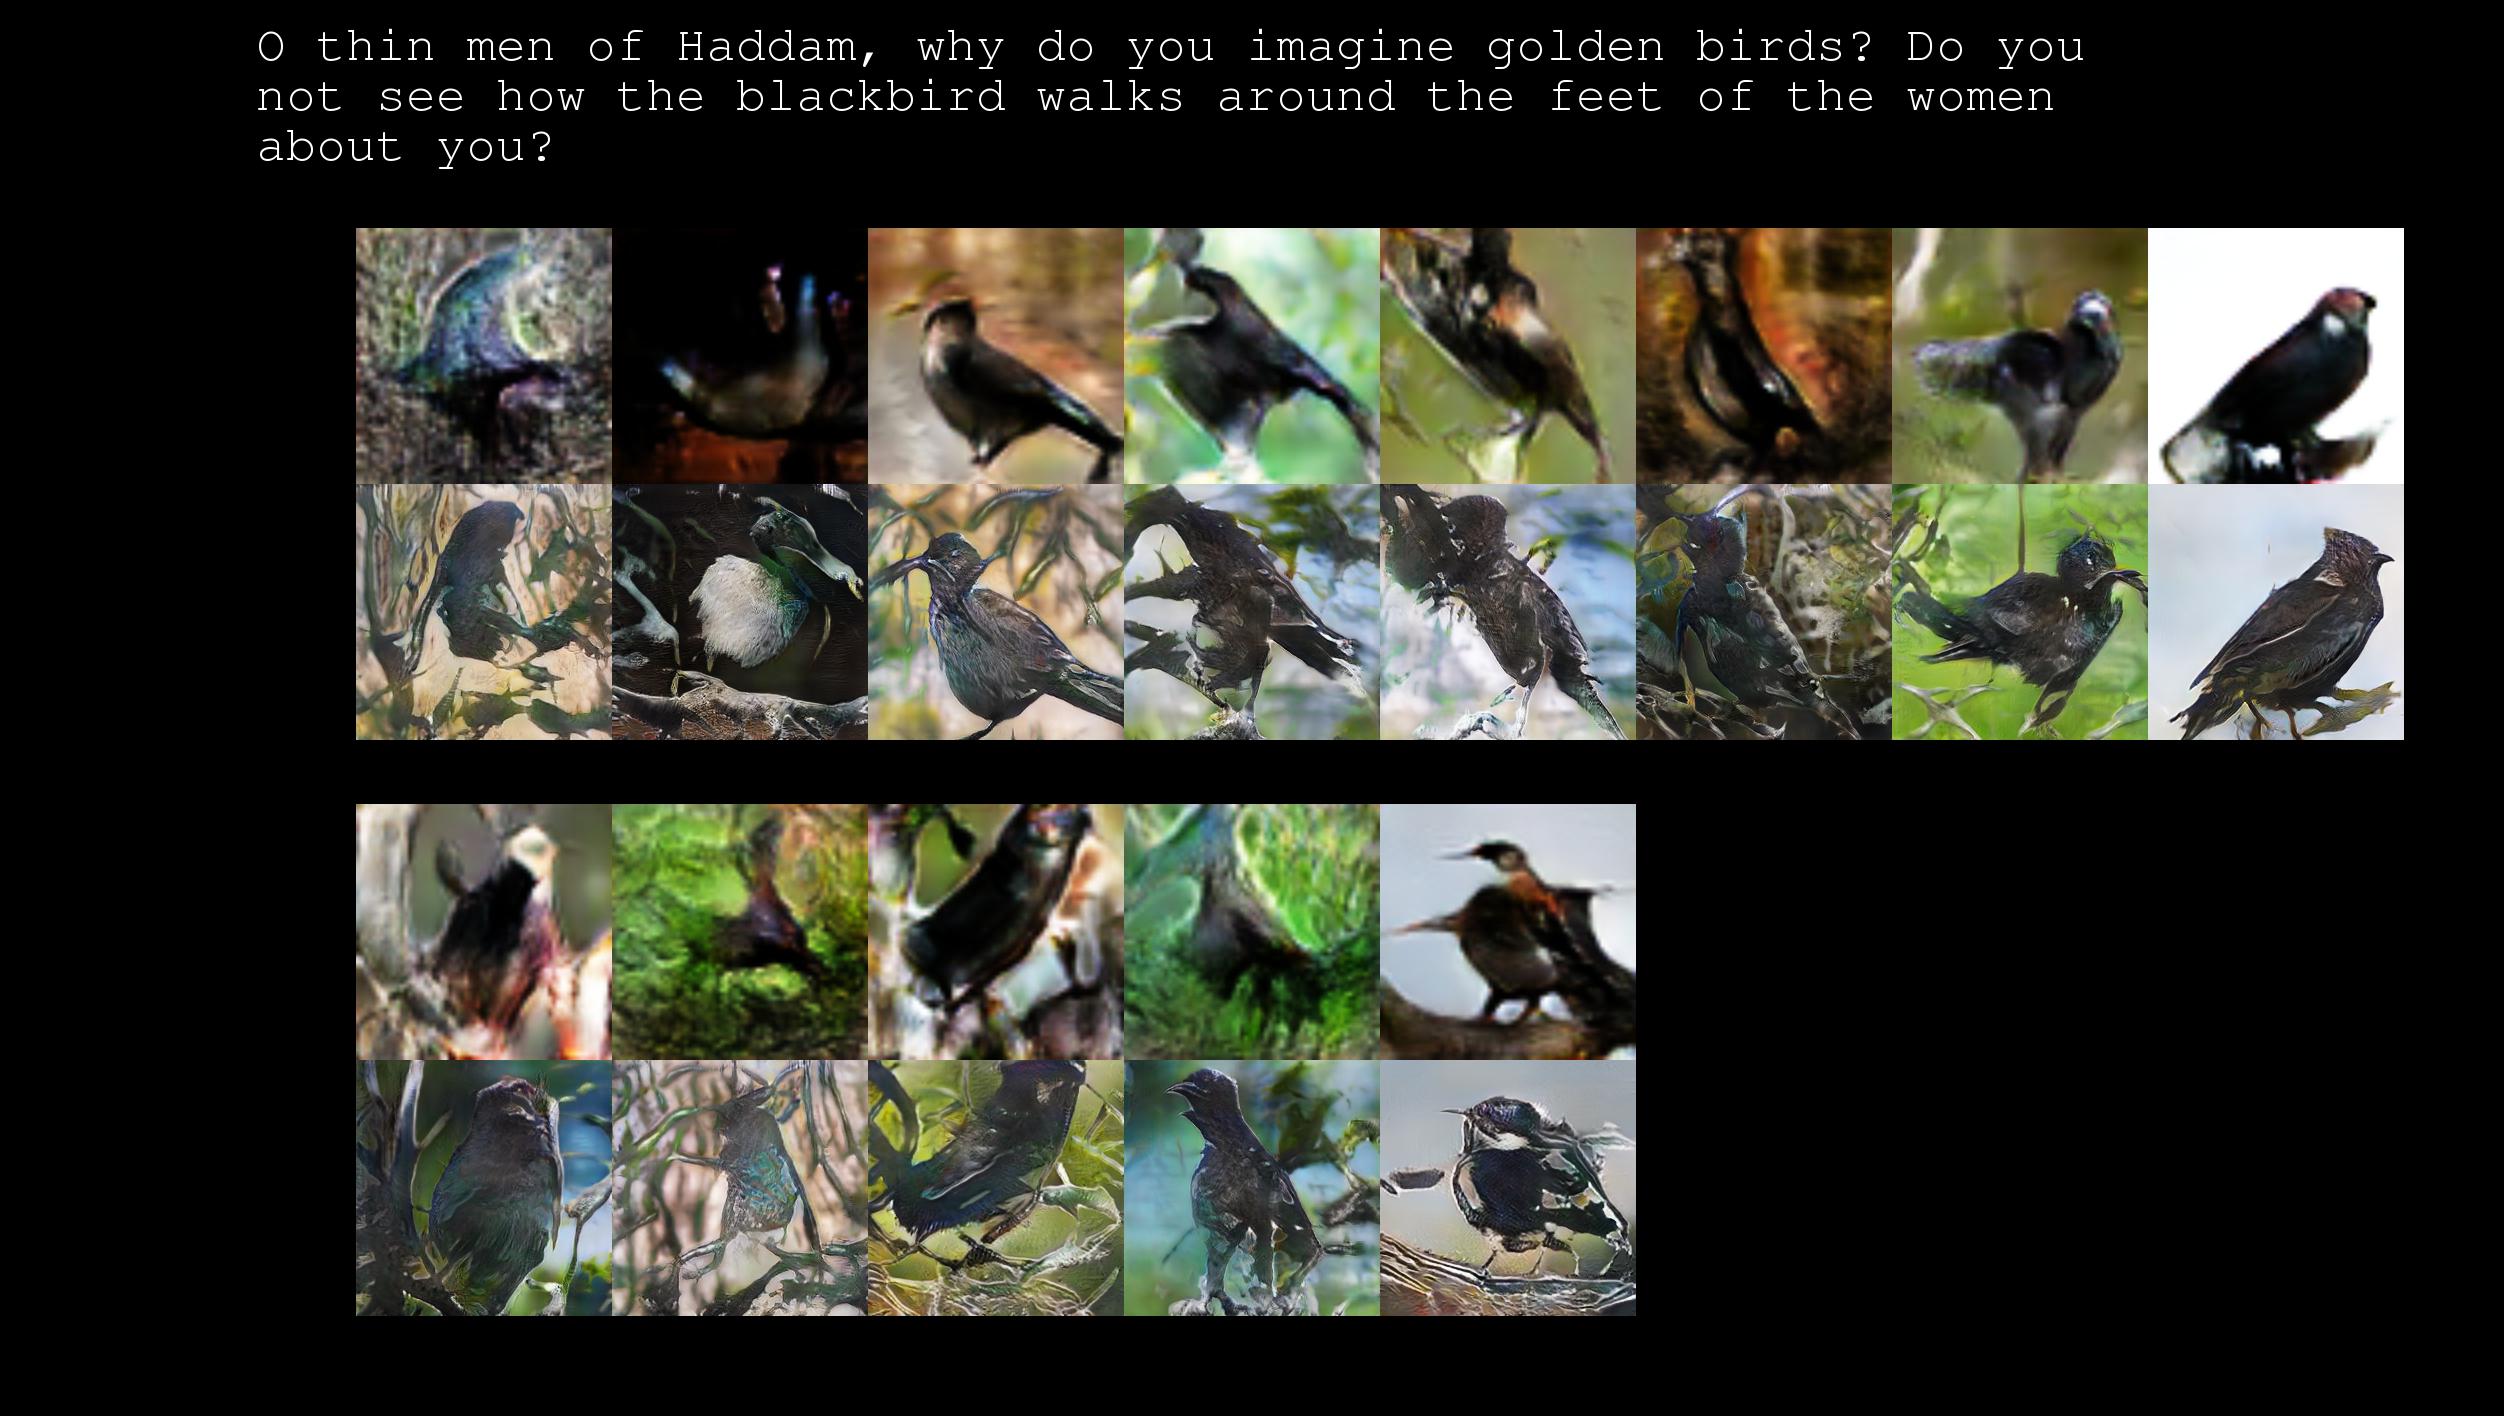 O thin men of Haddam, why do you imagine golden birds? Do you
not see how the blackbird walks around the feet of the women
about you?